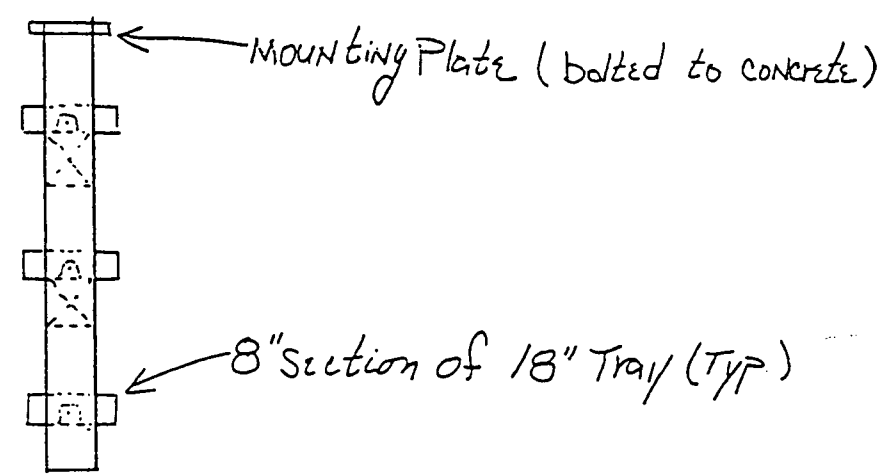 Mounting Plate (bolted to concrete)
8" Section of 18" Tray (Typ.)